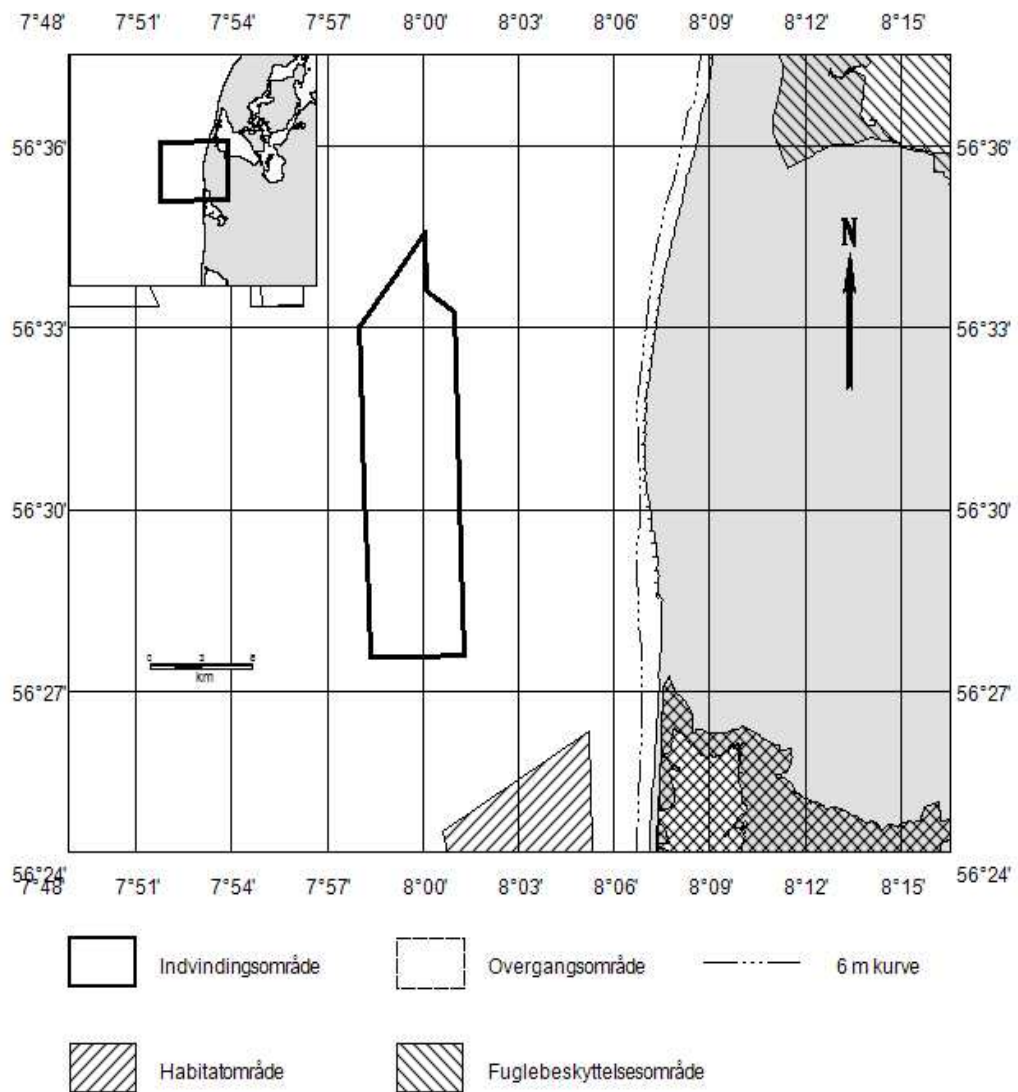 7°48' 7°51' 7°54' 7°57' 8°00' 8°03' 8°06' 8°09' 8°12' 8°15'
56°36' 56°36'
N
56°33' 56°33'
56°30' 56°30'
km
56°27' 56°27'
56°24' 56°24'
7°48' 7°51' 7°54' 7°57' 8°00' 8°03' 8°06' 8°09' 8°12' 8°15'
Indvindingsområde Overgangsområde 6 m kurve
Habitatområde Fuglebeskyttelsesområde